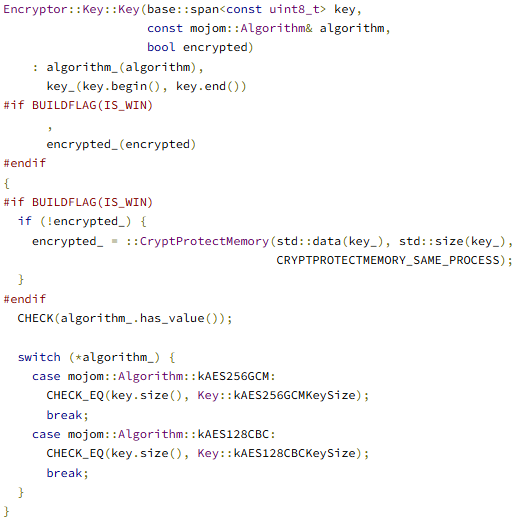 Encryptor::Key::Key(base::span<const uint8_t> key,
                    const mojom::Algorithm& algorithm,
                    bool encrypted)
    : algorithm_(algorithm),
      key_(key.begin(), key.end())
#if BUILDFLAG(IS_WIN)
      ,
      encrypted_(encrypted)
#endif
{
#if BUILDFLAG(IS_WIN)
  if (!encrypted_) {
    encrypted_ = ::CryptProtectMemory(std::data(key_), std::size(key_),
                                      CRYPTPROTECTMEMORY_SAME_PROCESS);
  }
#endif
  CHECK(algorithm_.has_value());

  switch (*algorithm_) {
    case mojom::Algorithm::kAES256GCM:
      CHECK_EQ(key.size(), Key::kAES256GCMKeySize);
      break;
    case mojom::Algorithm::kAES128CBC:
      CHECK_EQ(key.size(), Key::kAES128CBCKeySize);
      break;
  }
}